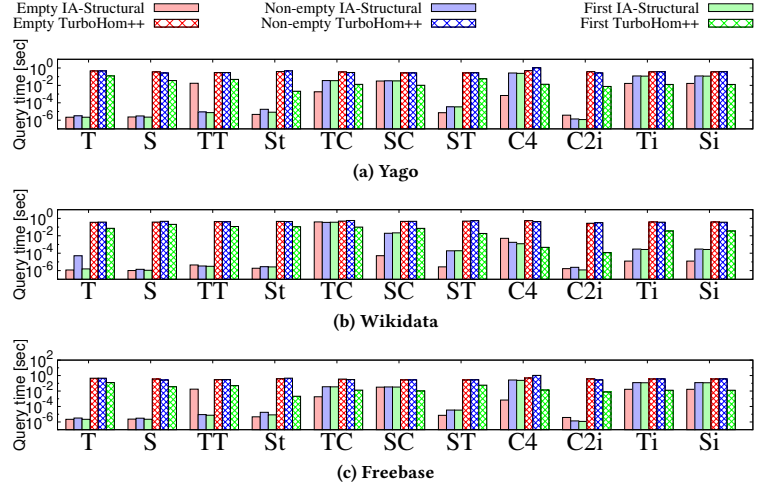 Empty IA-Structural Non-empty IA-Structural First IA-Structural
Empty TurboHom++ Non-empty TurboHom++ First TurboHom++
Query time [sec]
10^0
10^-2
10^-4
10^-6
T S TT St TC SC ST C4 C2i Ti Si
(a) Yago
Query time [sec]
10^0
10^-2
10^-4
10^-6
T S TT St TC SC ST C4 C2i Ti Si
(b) Wikidata
Query time [sec]
10^2
10^0
10^-2
10^-4
10^-6
T S TT St TC SC ST C4 C2i Ti Si
(c) Freebase